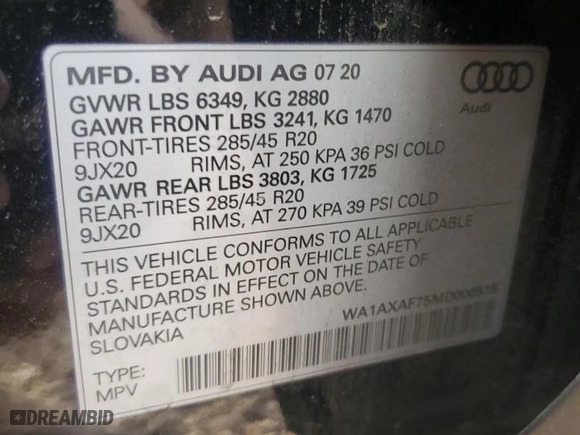 MFD. BY AUDI AG 07 20
GVWR LBS 6349, KG 2880
GAWR FRONT LBS 3241, KG 1470
FRONT-TIRES 285/45 R20
9JX20 RIMS, AT 250 KPA 36 PSI COLD
GAWR REAR LBS 3803, KG 1725
REAR-TIRES 285/45 R20
9JX20 RIMS, AT 270 KPA 39 PSI COLD
Audi
THIS VEHICLE CONFORMS TO ALL APPLICABLE
U.S. FEDERAL MOTOR VEHICLE SAFETY
STANDARDS IN EFFECT ON THE DATE OF
MANUFACTURE SHOWN ABOVE.
SLOVAKIA
TYPE:
MPV
DREAMBID